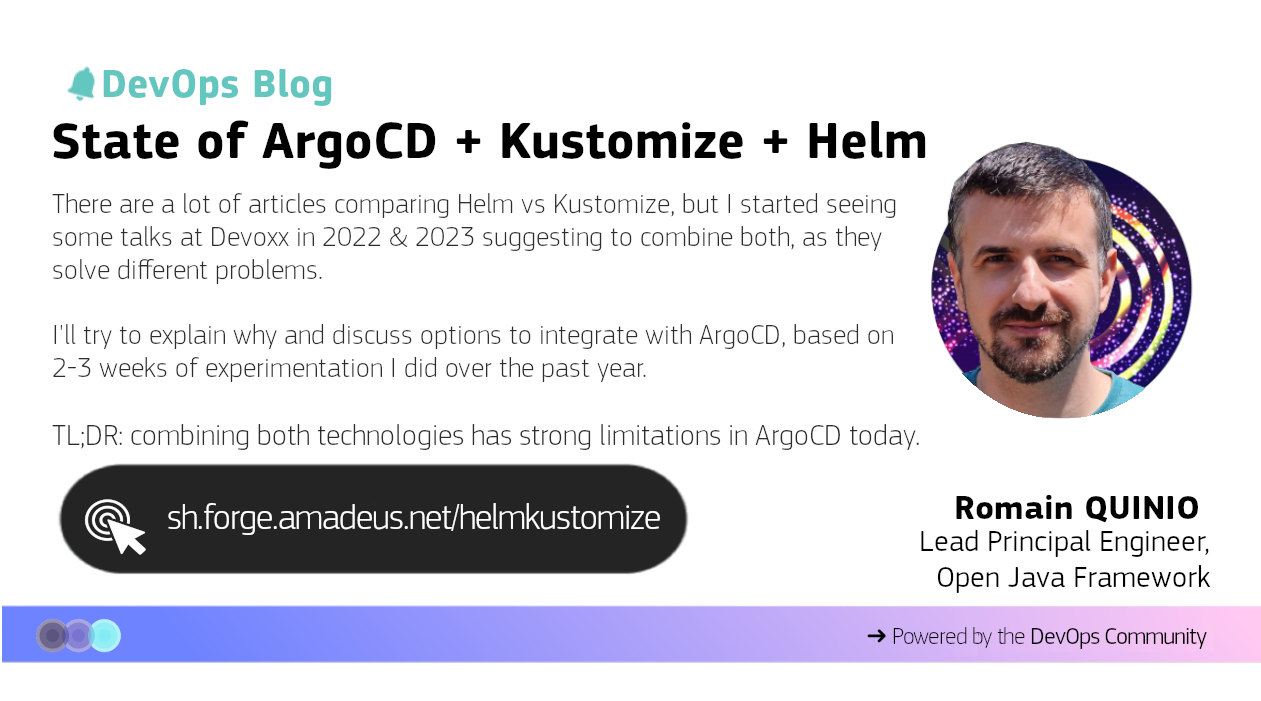 DevOps Blog
State of ArgoCD + Kustomize + Helm
There are a lot of articles comparing Helm vs Kustomize, but I started seeing
some talks at Devoxx in 2022 & 2023 suggesting to combine both, as they
solve different problems.
I'll try to explain why and discuss options to integrate with ArgoCD, based on
2-3 weeks of experimentation I did over the past year.
TL;DR: combining both technologies has strong limitations in ArgoCD today.
sh.forge.amadeus.net/helmkustomize
Romain QUINIO
Lead Principal Engineer,
Open Java Framework
➔ Powered by the DevOps Community